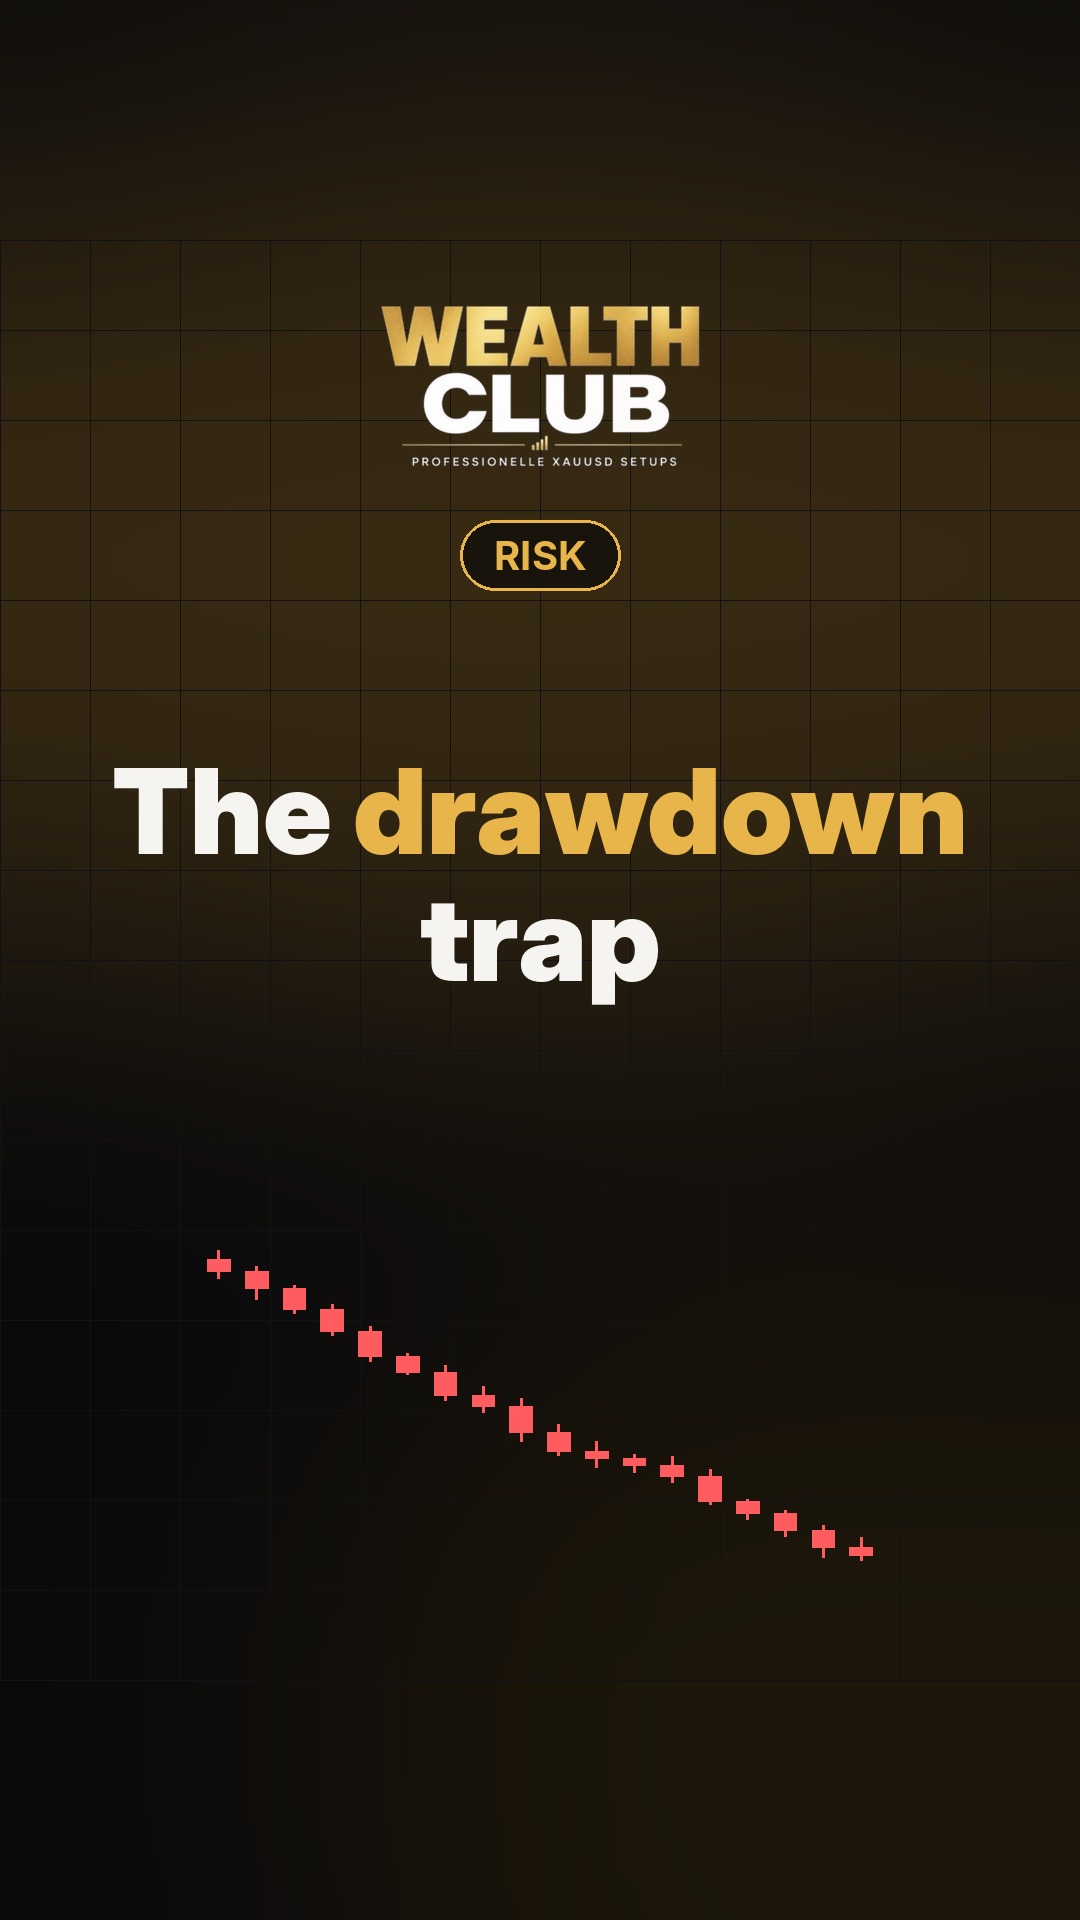 WEALTH
CLUB
PROFESSIONELLE XAUUSD SETUPS
RISK
The drawdown
trap